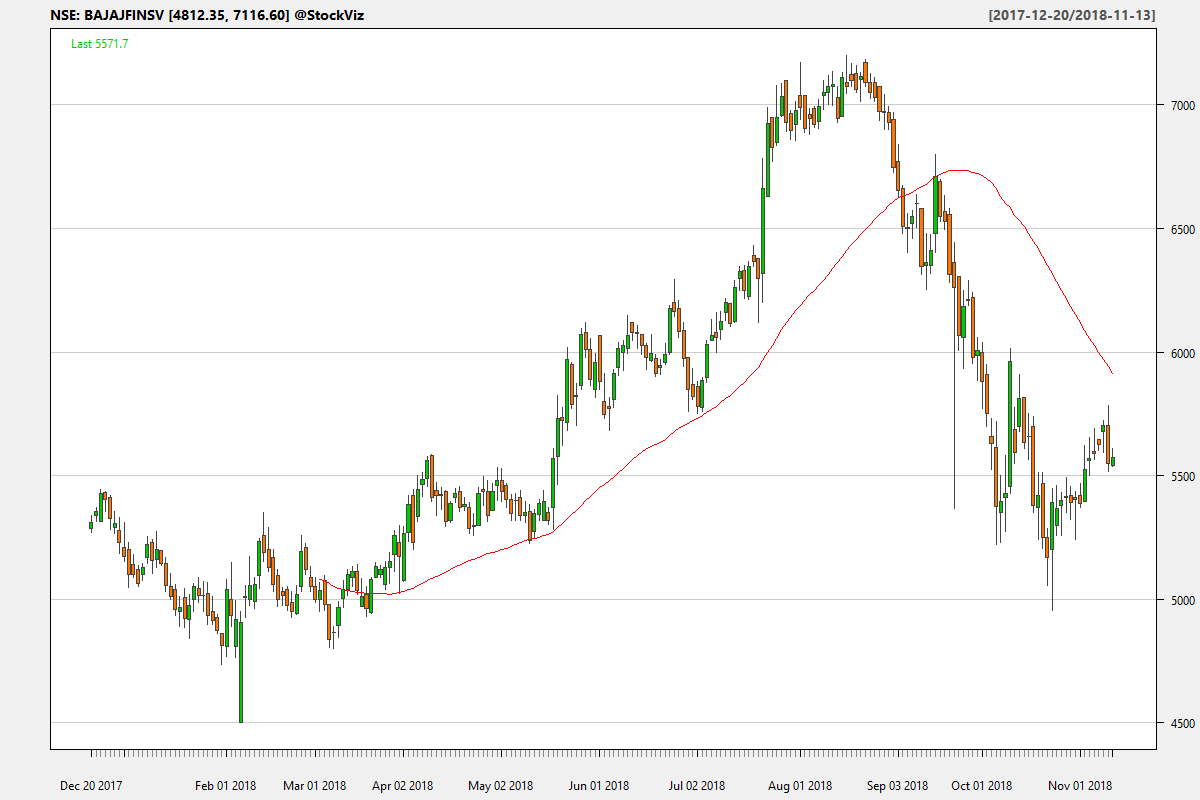 NSE: BAJAJFINSV [4812.35, 7116.60] @StockViz [2017-12-20/2018-11-13]
Last 5571.7
7000
6500
6000
5500
5000
4500
Dec 20 2017 Feb 01 2018 Mar 01 2018 Apr 02 2018 May 02 2018 Jun 01 2018 Jul 02 2018 Aug 01 2018 Sep 03 2018 Oct 01 2018 Nov 01 2018